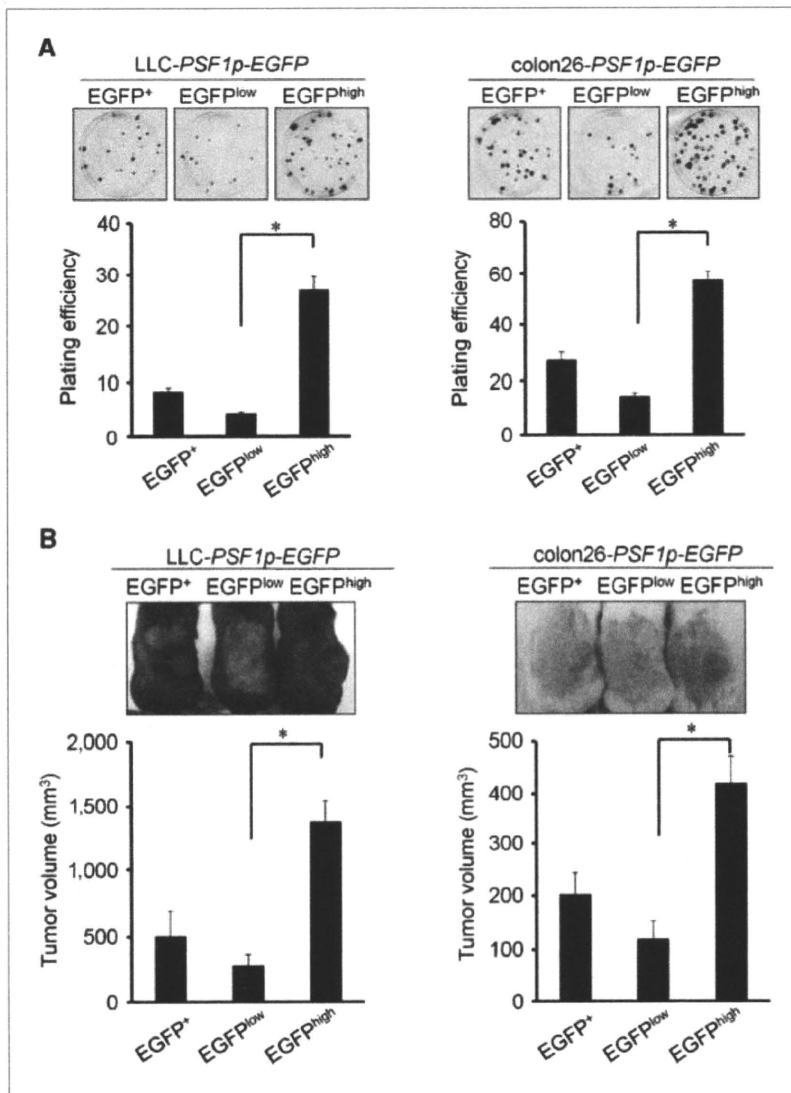 A
LLC-PSF1p-EGFP
EGFP⁺ EGFPˡᵒʷ EGFPʰⁱᵍʰ
40
30
20
10
0
Plating efficiency
*
EGFP⁺ EGFPˡᵒʷ EGFPʰⁱᵍʰ
colon26-PSF1p-EGFP
EGFP⁺ EGFPˡᵒʷ EGFPʰⁱᵍʰ
80
60
40
20
0
Plating efficiency
*
EGFP⁺ EGFPˡᵒʷ EGFPʰⁱᵍʰ
B
LLC-PSF1p-EGFP
EGFP⁺ EGFPˡᵒʷ EGFPʰⁱᵍʰ
2,000
1,500
1,000
500
0
Tumor volume (mm³)
*
EGFP⁺ EGFPˡᵒʷ EGFPʰⁱᵍʰ
colon26-PSF1p-EGFP
EGFP⁺ EGFPˡᵒʷ EGFPʰⁱᵍʰ
500
400
300
200
100
0
Tumor volume (mm³)
*
EGFP⁺ EGFPˡᵒʷ EGFPʰⁱᵍʰ